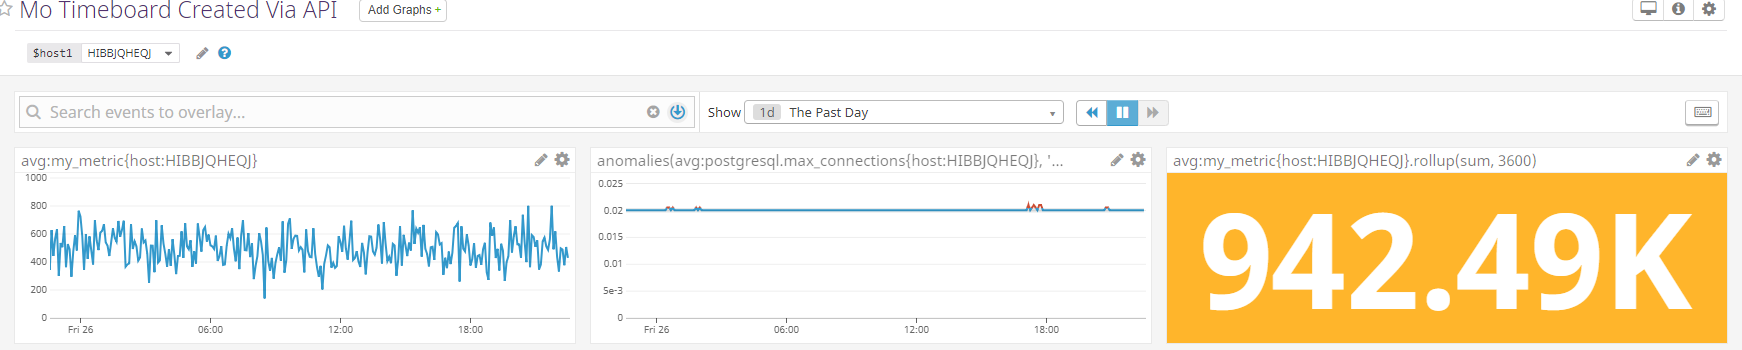 Mo Timeboard Created Via API
Add Graphs +
$host1 HIBBJQHEQJ
Search events to overlay...
Show 1d The Past Day
avg:my_metric{host:HIBBJQHEQJ}
1000
800
600
400
200
0
Fri 26 06:00 12:00 18:00
anomalies(avg:postgresql.max_connections{host:HIBBJQHEQJ}, '...
0.025
0.02
0.015
0.01
5e-3
0
Fri 26 06:00 12:00 18:00
avg:my_metric{host:HIBBJQHEQJ}.rollup(sum, 3600)
942.49K